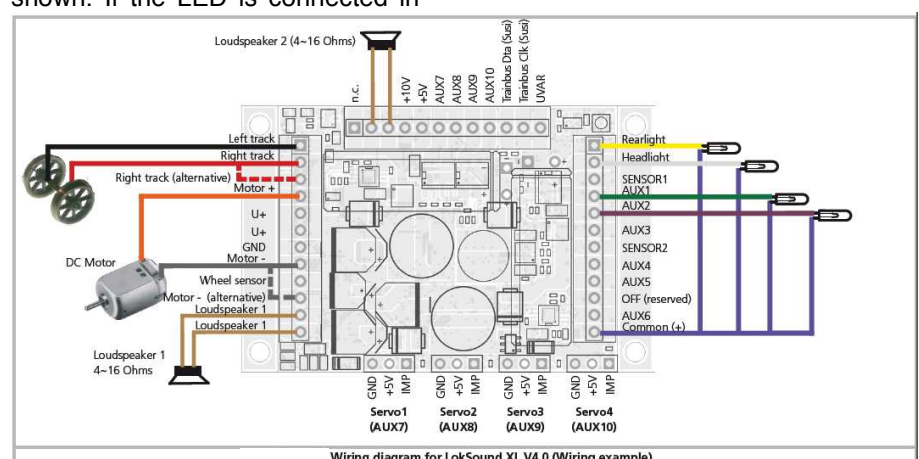 shown. If the LED is connected in
Loudspeaker 2 (4~16 Ohms)
n.c.
+10V
+5V
AUX7
AUX8
AUX9
AUX10
Trainbus Dta (Susi)
Trainbus Clk (Susi)
UVAR
Left track
Right track
Right track (alternative)
Motor +
U+
U+
GND
Motor -
DC Motor
Wheel sensor
Motor - (alternative)
Loudspeaker 1
Loudspeaker 1
Loudspeaker 1
4~16 Ohms
Rearlight
Headlight
SENSOR1
AUX1
AUX2
AUX3
SENSOR2
AUX4
AUX5
OFF (reserved)
AUX6
Common (+)
GND
+5V
IMP
GND
+5V
IMP
GND
+5V
IMP
GND
+5V
IMP
Servo1
(AUX7)
Servo2
(AUX8)
Servo3
(AUX9)
Servo4
(AUX10)
Wiring diagram for LokSound XL V4.0 (Wiring example)